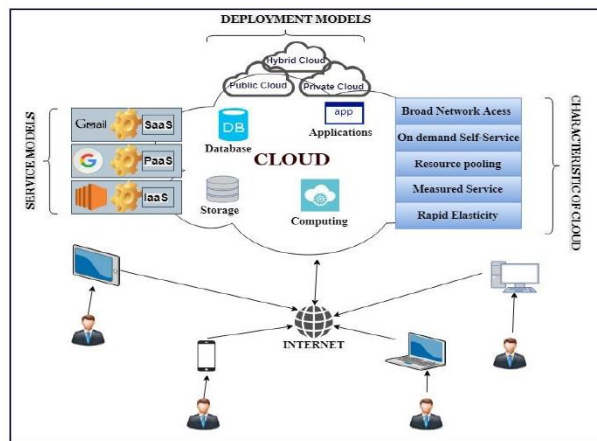 DEPLOYMENT MODELS
Hybrid Cloud
Public Cloud
Private Cloud
SERVICE MODELS
Gmail
SaaS
G
PaaS
IaaS
DB
Database
app
Applications
CLOUD
Storage
Computing
Broad Network Acess
On demand Self-Service
Resource pooling
Measured Service
Rapid Elasticity
CHARACTERISTIC OF CLOUD
INTERNET